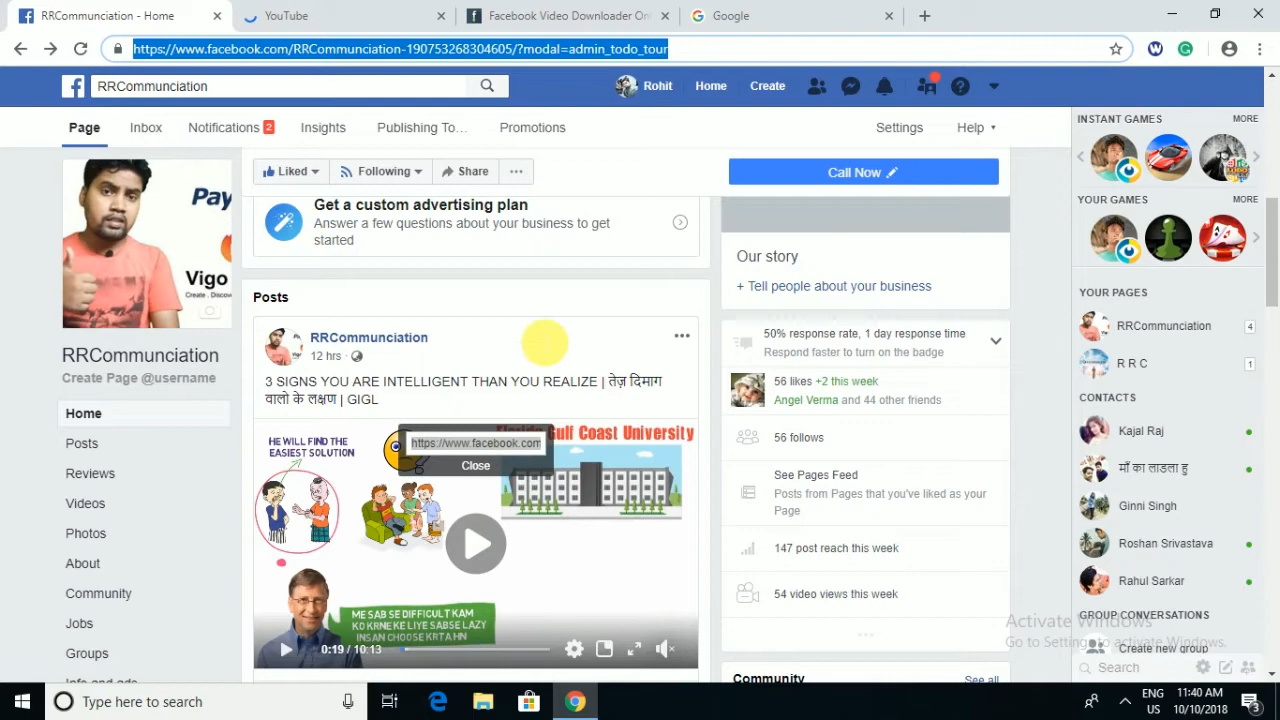 RRCommunciation - Home
YouTube
Facebook Video Downloader On
Google
https://www.facebook.com/RRCommunciation-190753268304605/?modal=admin_todo_tour
RRCommunciation
Rohit
Home
Create
Page
Inbox
Notifications 2
Insights
Publishing To...
Promotions
Settings
Help
Liked
Following
Share
Call Now
Get a custom advertising plan
Answer a few questions about your business to get
started
Pay
Vigo
Create . Discov
RRCommunciation
Create Page @username
Home
Posts
Reviews
Videos
Photos
About
Community
Jobs
Groups
Info and ads
Posts
RRCommunciation
12 hrs
3 SIGNS YOU ARE INTELLIGENT THAN YOU REALIZE | तेज़ दिमाग
वालो के लक्षण | GIGL
HE WILL FIND THE
EASIEST SOLUTION
Florida Gulf Coast University
https://www.facebook.com
Close
ME SAB SE DIFFICULT KAM
KO KRNE KE LIYE SABSE LAZY
INSAN CHOOSE KRTA HN
0:19 / 10:13
Our story
+ Tell people about your business
50% response rate, 1 day response time
Respond faster to turn on the badge
56 likes +2 this week
Angel Verma and 44 other friends
56 follows
See Pages Feed
Posts from Pages that you've liked as your
Page
147 post reach this week
54 video views this week
Community
See all
INSTANT GAMES
MORE
YOUR GAMES
MORE
YOUR PAGES
RRCommunciation
4
R R C
1
CONTACTS
Kajal Raj
माँ का लाडला हु
Ginni Singh
Roshan Srivastava
Rahul Sarkar
GROUP CONVERSATIONS
Create new group
Search
Activate Windows
Go to Settings to activate Windows.
Type here to search
ENG
US
11:40 AM
10/10/2018
3